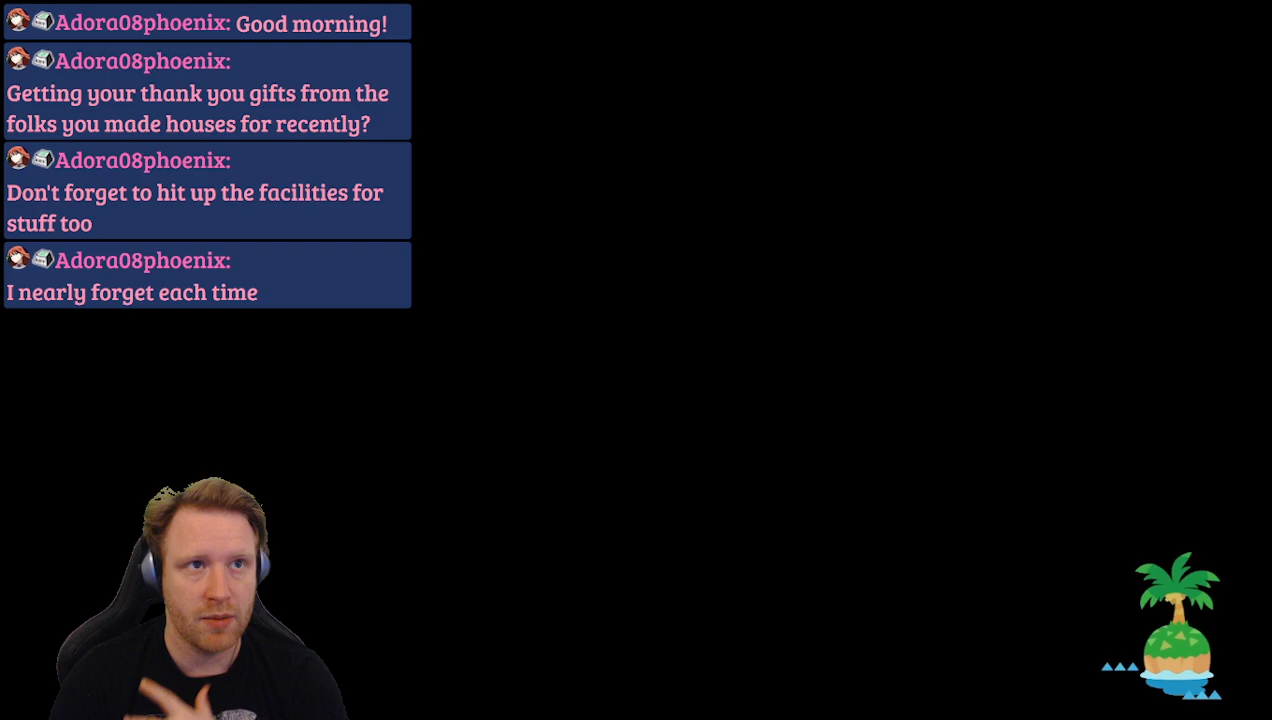 Adora08phoenix: Good morning!
Adora08phoenix:
Getting your thank you gifts from the
folks you made houses for recently?
Adora08phoenix:
Don't forget to hit up the facilities for
stuff too
Adora08phoenix:
I nearly forget each time